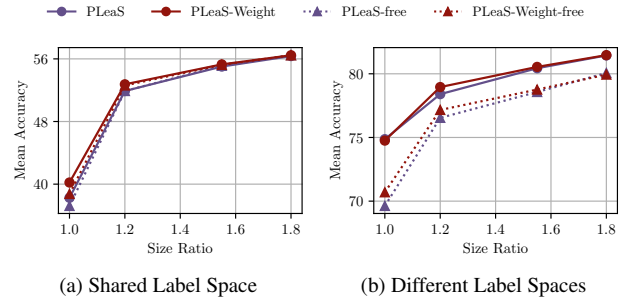 PLeaS PLeaS-Weight PLeaS-free PLeaS-Weight-free
Mean Accuracy
56
48
40
1.0 1.2 1.4 1.6 1.8
Size Ratio
(a) Shared Label Space
Mean Accuracy
80
75
70
1.0 1.2 1.4 1.6 1.8
Size Ratio
(b) Different Label Spaces